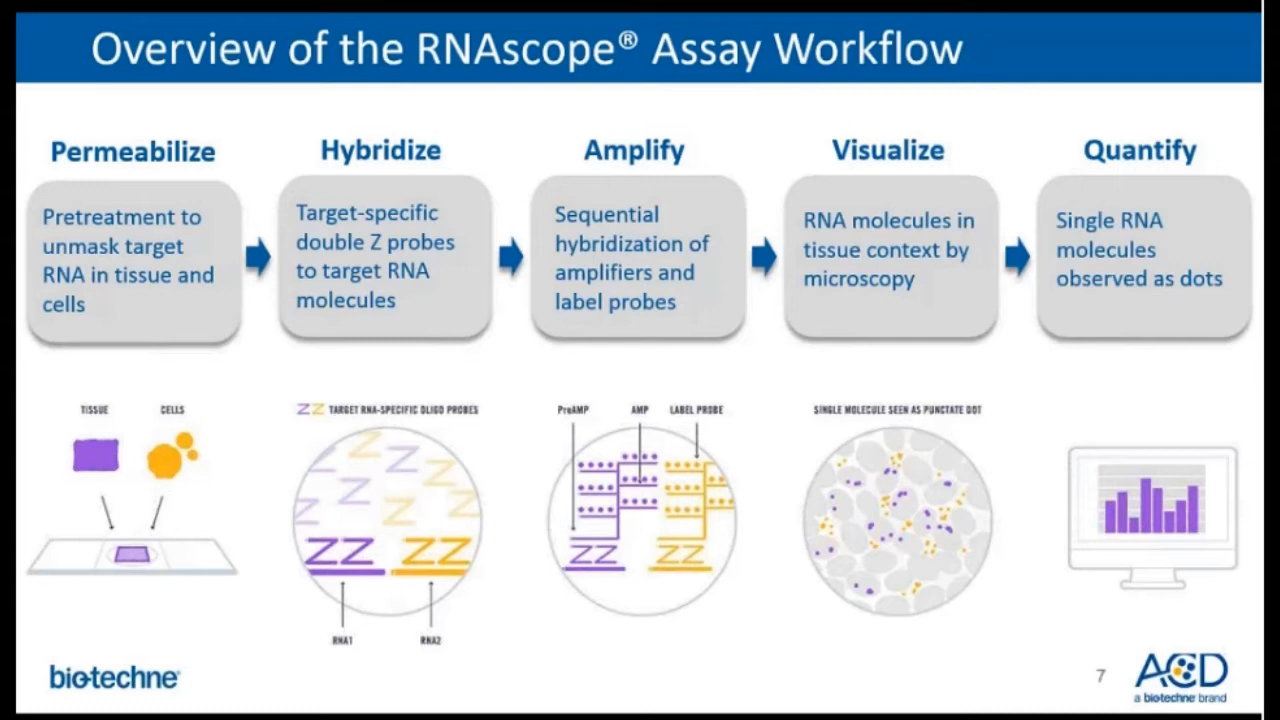 Overview of the RNAscope® Assay Workflow
Permeabilize
Pretreatment to
unmask target
RNA in tissue and
cells
Hybridize
Target-specific
double Z probes
to target RNA
molecules
Amplify
Sequential
hybridization of
amplifiers and
label probes
Visualize
RNA molecules in
tissue context by
microscopy
Quantify
Single RNA
molecules
observed as dots
TISSUE CELLS
ZZ TARGET RNA-SPECIFIC OLIGO PROBES
RNA1 RNA2
PreAMP AMP LABEL PROBE
SINGLE MOLECULE SEEN AS PUNCTATE DOT
bio-techne®
7
ACD
a biotechne brand